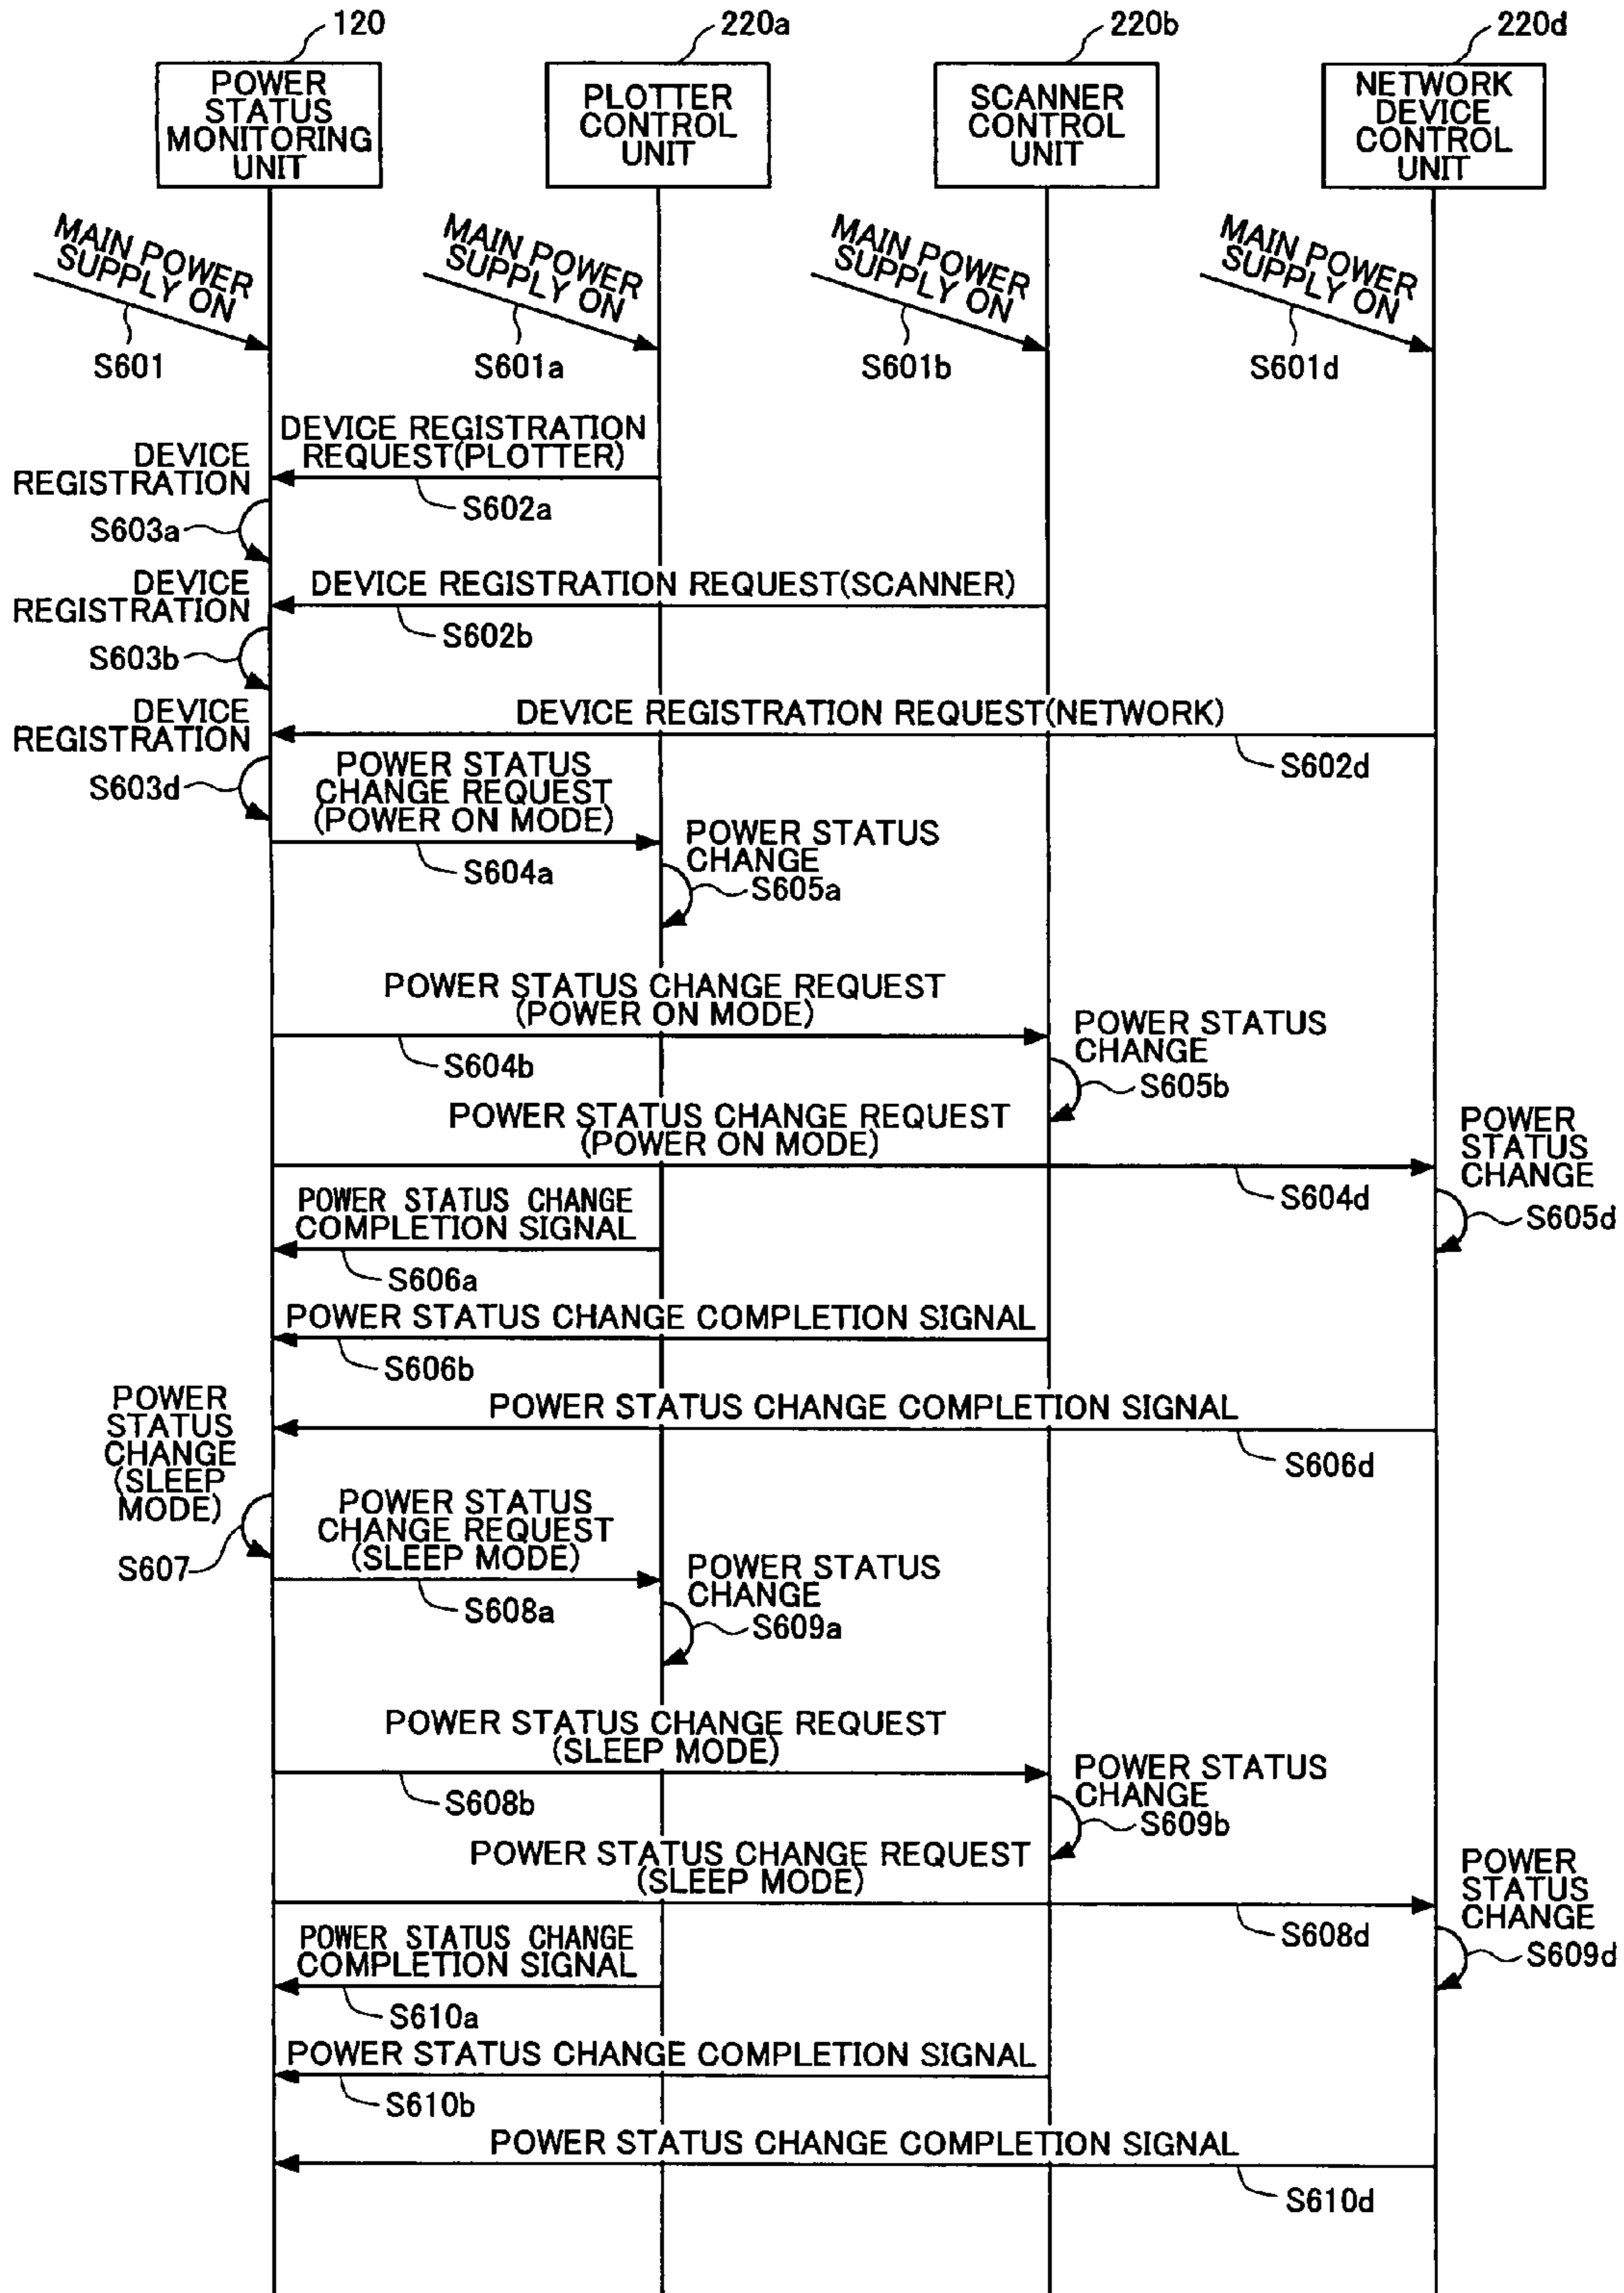 120
220a
220b
220d
POWER
STATUS
MONITORING
UNIT
PLOTTER
CONTROL
UNIT
SCANNER
CONTROL
UNIT
NETWORK
DEVICE
CONTROL
UNIT
MAIN POWER
SUPPLY ON
S601
MAIN POWER
SUPPLY ON
S601a
MAIN POWER
SUPPLY ON
S601b
MAIN POWER
SUPPLY ON
S601d
DEVICE REGISTRATION
REQUEST(PLOTTER)
S602a
DEVICE
REGISTRATION
S603a
DEVICE REGISTRATION REQUEST(SCANNER)
S602b
DEVICE
REGISTRATION
S603b
DEVICE REGISTRATION REQUEST(NETWORK)
S602d
DEVICE
REGISTRATION
S603d
POWER STATUS
CHANGE REQUEST
(POWER ON MODE)
S604a
POWER STATUS
CHANGE
S605a
POWER STATUS CHANGE REQUEST
(POWER ON MODE)
S604b
POWER STATUS
CHANGE
S605b
POWER STATUS CHANGE REQUEST
(POWER ON MODE)
S604d
POWER
STATUS
CHANGE
S605d
POWER STATUS CHANGE
COMPLETION SIGNAL
S606a
POWER STATUS CHANGE COMPLETION SIGNAL
S606b
POWER STATUS CHANGE COMPLETION SIGNAL
S606d
POWER
STATUS
CHANGE
(SLEEP
MODE)
S607
POWER STATUS
CHANGE REQUEST
(SLEEP MODE)
S608a
POWER STATUS
CHANGE
S609a
POWER STATUS CHANGE REQUEST
(SLEEP MODE)
S608b
POWER STATUS
CHANGE
S609b
POWER STATUS CHANGE REQUEST
(SLEEP MODE)
S608d
POWER
STATUS
CHANGE
S609d
POWER STATUS CHANGE
COMPLETION SIGNAL
S610a
POWER STATUS CHANGE COMPLETION SIGNAL
S610b
POWER STATUS CHANGE COMPLETION SIGNAL
S610d